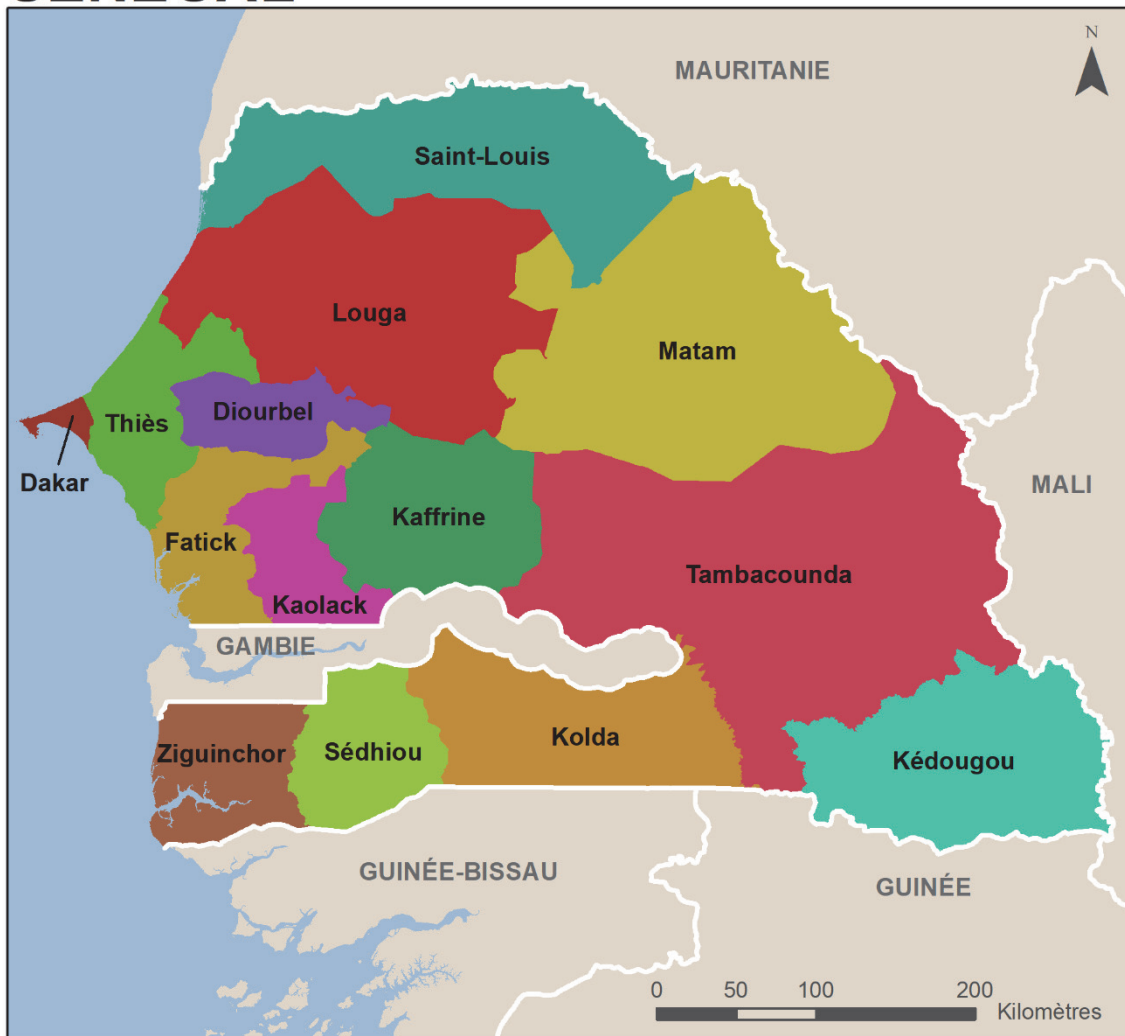 N
MAURITANIE
Saint-Louis
Louga
Matam
Diourbel
Thiès
Dakar
MALI
Kaffrine
Fatick
Tambacounda
Kaolack
GAMBIE
Kolda
Ziguinchor
Sédhiou
Kédougou
GUINÉE-BISSAU
GUINÉE
0 50 100 200
Kilomètres